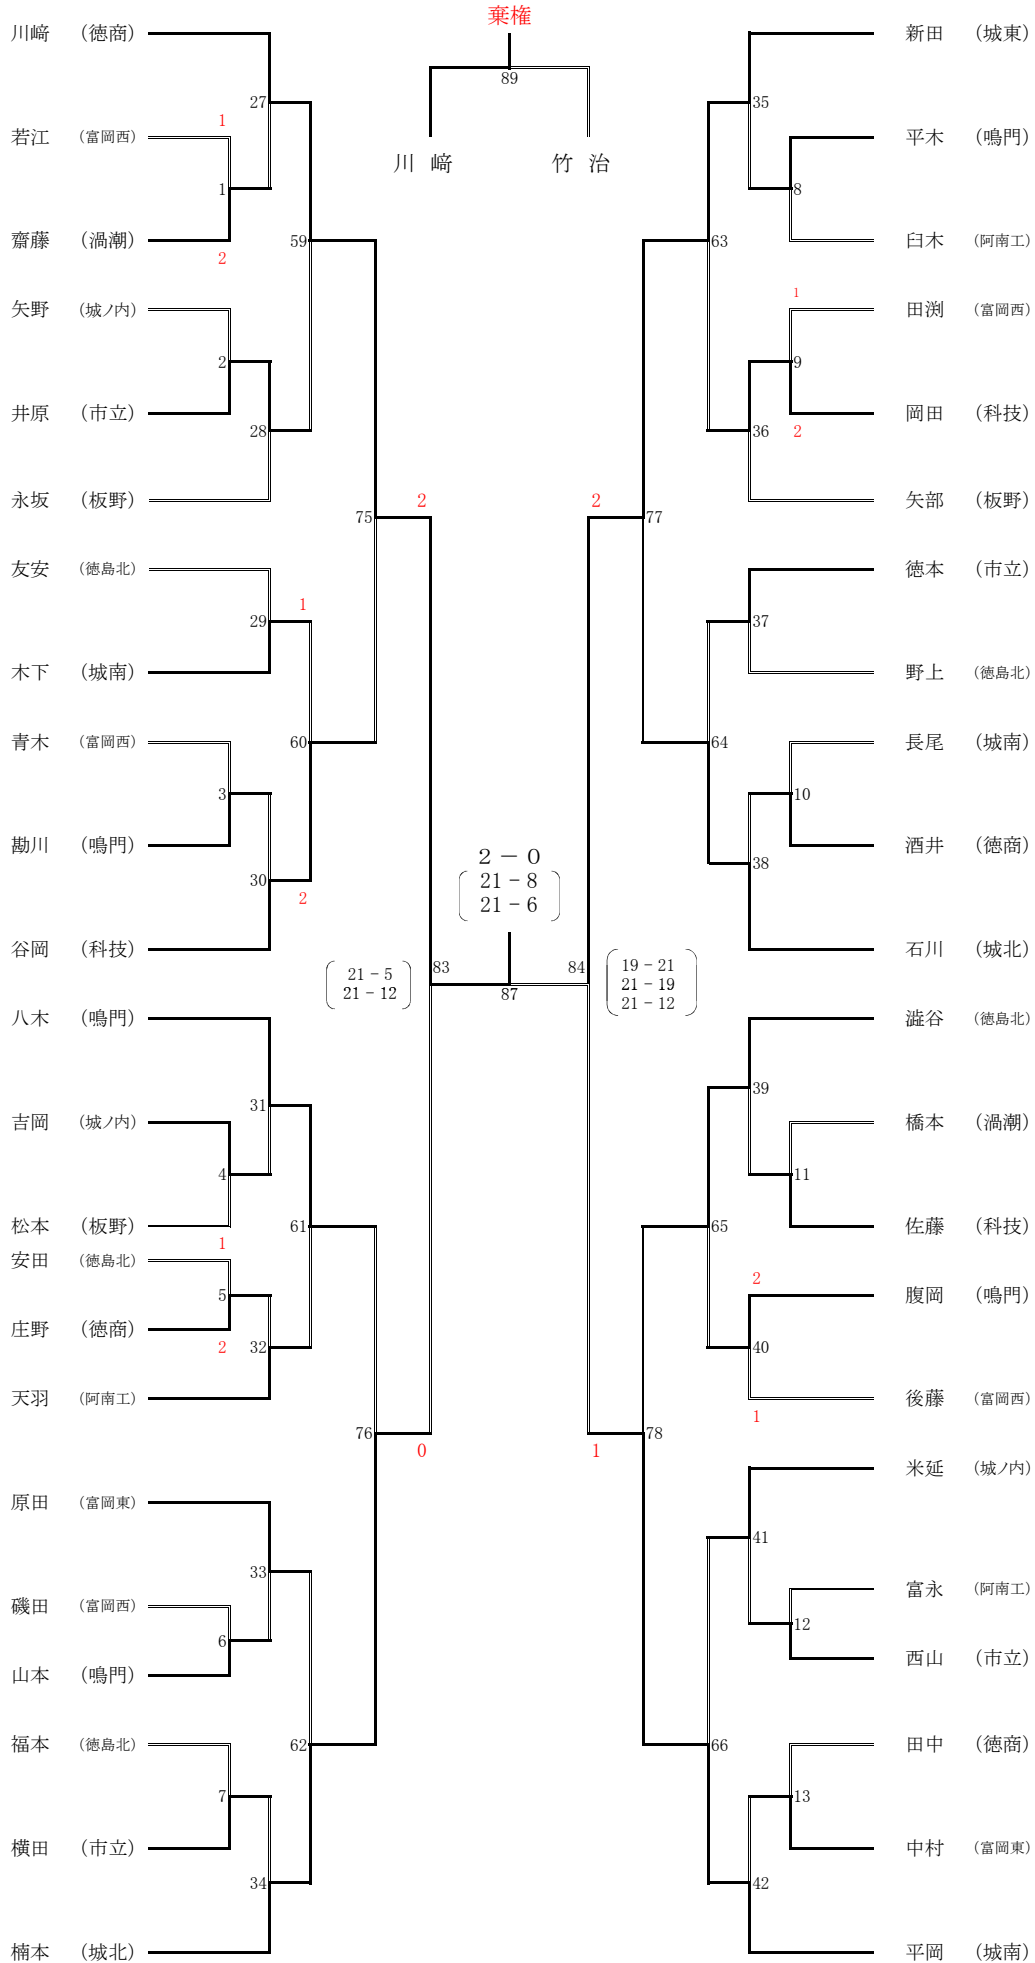 棄権
89
川﨑 竹治
川﨑 (徳商)
27
1
若江 (富岡西)
1
齋藤 (渦潮)
2
59
矢野 (城ノ内)
2
井原 (市立)
28
永坂 (板野)
75
2
友安 (徳島北)
29
1
木下 (城南)
青木 (富岡西)
60
3
勘川 (鳴門)
30
2
谷岡 (科技)
83
21－5
21－12
八木 (鳴門)
31
吉岡 (城ノ内)
4
松本 (板野)
1
61
安田 (徳島北)
5
庄野 (徳商)
2
32
天羽 (阿南工)
76
0
原田 (富岡東)
33
磯田 (富岡西)
6
山本 (鳴門)
62
福本 (徳島北)
7
横田 (市立)
34
楠本 (城北)
2－0
21－8
21－6
87
新田 (城東)
35
平木 (鳴門)
8
臼木 (阿南工)
63
1
田渕 (富岡西)
9
岡田 (科技)
2
36
矢部 (板野)
2
77
徳本 (市立)
37
野上 (徳島北)
64
長尾 (城南)
10
酒井 (徳商)
38
石川 (城北)
84
19－21
21－19
21－12
澁谷 (徳島北)
39
橋本 (渦潮)
11
佐藤 (科技)
65
2
腹岡 (鳴門)
40
後藤 (富岡西)
1
1
78
米延 (城ノ内)
41
富永 (阿南工)
12
西山 (市立)
66
田中 (徳商)
13
中村 (富岡東)
42
平岡 (城南)